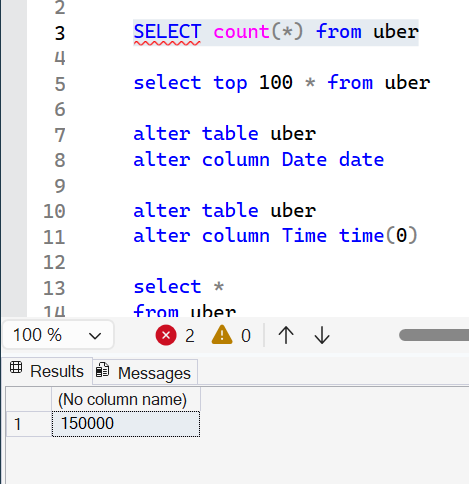 2
3 SELECT count(*) from uber
4
5 select top 100 * from uber
6
7 alter table uber
8 alter column Date date
9
10 alter table uber
11 alter column Time time(0)
12
13 select *
14 from uber
100 % 2 0
Results Messages
(No column name)
1 150000